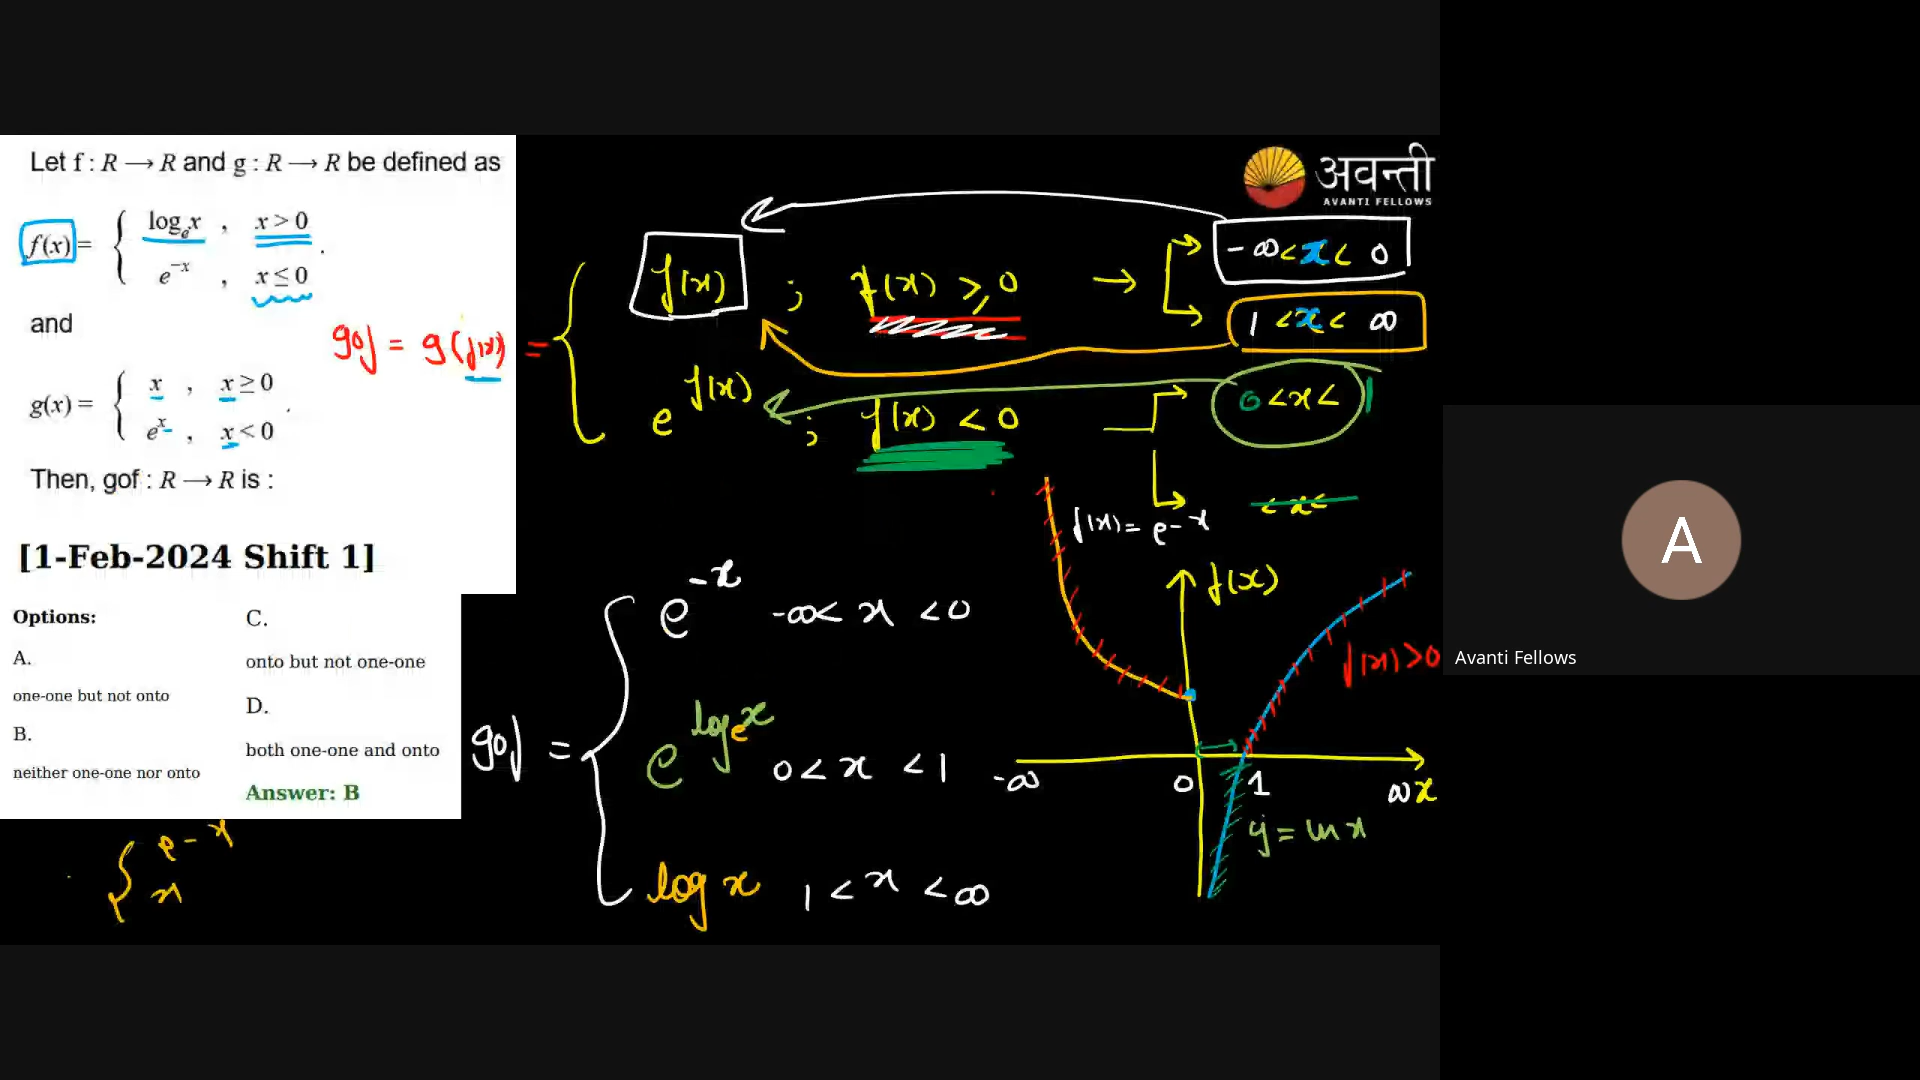 Let f : R → R and g : R → R be defined as
f(x) = { logₑx , x > 0
e⁻ˣ , x ≤ 0 .
and
g(x) = { x , x ≥ 0
eˣ , x < 0 .
Then, gof : R → R is :
[1-Feb-2024 Shift 1]
Options:
A.
one-one but not onto
B.
neither one-one nor onto
C.
onto but not one-one
D.
both one-one and onto
Answer: B
{ e⁻ˣ
x
अवन्ती
AVANTI FELLOWS
gof = g(f(x)) = { f(x) ; f(x) ≥ 0 → -∞ < x < 0
1 < x < ∞
e^f(x) ; f(x) < 0 → 0 < x < 1
< x <
f(x) = e⁻ˣ
f(x)
f(x) > 0
-∞ 0 1 ∞ x
y = ln x
gof = { e⁻ˣ -∞ < x < 0
e^logₑx 0 < x < 1
log x 1 < x < ∞
A
Avanti Fellows